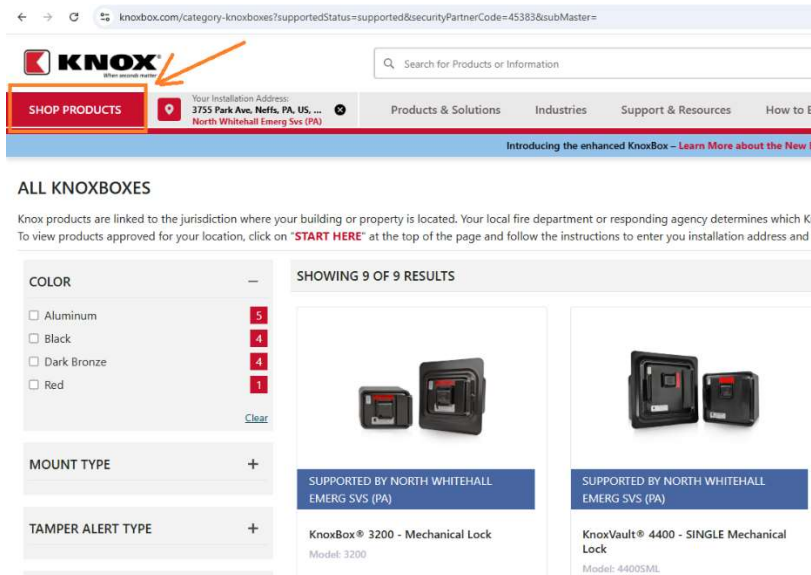 knoxbox.com/category-knoxboxes?supportedStatus=supported&securityPartnerCode=45383&subMaster=
KNOX
When seconds matter
Search for Products or Information
SHOP PRODUCTS
Your Installation Address:
3755 Park Ave, Neffs, PA, US, ...
North Whitehall Emerg Svs (PA)
Products & Solutions
Industries
Support & Resources
How to
Introducing the enhanced KnoxBox – Learn More about the New
ALL KNOXBOXES
Knox products are linked to the jurisdiction where your building or property is located. Your local fire department or responding agency determines which
To view products approved for your location, click on "START HERE" at the top of the page and follow the instructions to enter you installation address and
COLOR
Aluminum 5
Black 4
Dark Bronze 4
Red 1
Clear
MOUNT TYPE
TAMPER ALERT TYPE
SHOWING 9 OF 9 RESULTS
SUPPORTED BY NORTH WHITEHALL
EMERG SVS (PA)
KnoxBox® 3200 - Mechanical Lock
Model: 3200
SUPPORTED BY NORTH WHITEHALL
EMERG SVS (PA)
KnoxVault® 4400 - SINGLE Mechanical
Lock
Model: 4400SML